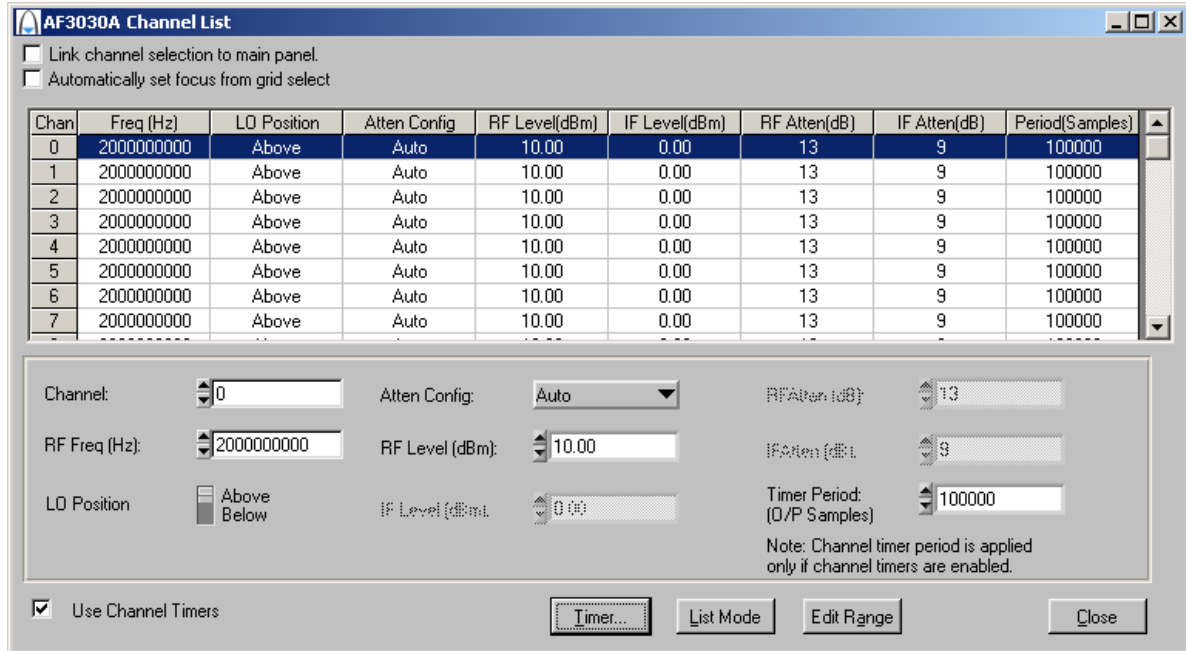 AF3030A Channel List
Link channel selection to main panel.
Automatically set focus from grid select
Chan Freq (Hz) LO Position Atten Config RF Level(dBm) IF Level(dBm) RF Atten(dB) IF Atten(dB) Period(Samples)
0 2000000000 Above Auto 10.00 0.00 13 9 100000
1 2000000000 Above Auto 10.00 0.00 13 9 100000
2 2000000000 Above Auto 10.00 0.00 13 9 100000
3 2000000000 Above Auto 10.00 0.00 13 9 100000
4 2000000000 Above Auto 10.00 0.00 13 9 100000
5 2000000000 Above Auto 10.00 0.00 13 9 100000
6 2000000000 Above Auto 10.00 0.00 13 9 100000
7 2000000000 Above Auto 10.00 0.00 13 9 100000
Channel: 0 Atten Config: Auto RFAtten (dB): 13
RF Freq (Hz): 2000000000 RF Level (dBm): 10.00 IFAtten (dB) 9
LO Position Above IF Level (dBm) 0.00 Timer Period: 100000
Below (O/P Samples)
Note: Channel timer period is applied
only if channel timers are enabled.
Use Channel Timers Timer... List Mode Edit Range Close